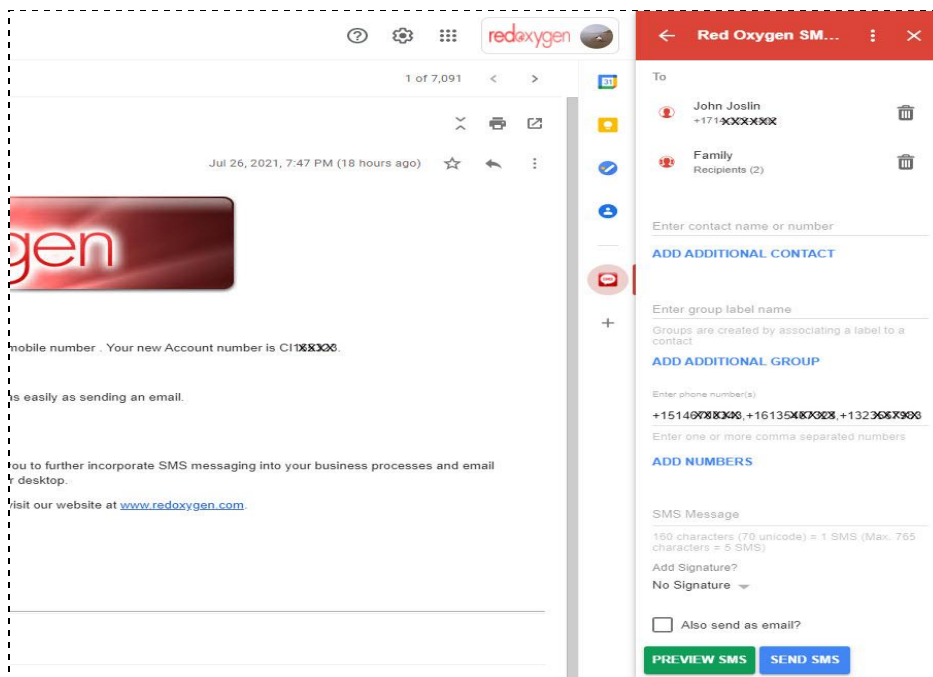 redoxygen
Red Oxygen SM...
1 of 7,091
31
To
John Joslin
+1714
Jul 26, 2021, 7:47 PM (18 hours ago)
Family
Recipients (2)
gen
Enter contact name or number
ADD ADDITIONAL CONTACT
Enter group label name
Groups are created by associating a label to a
contact
nobile number . Your new Account number is CI1
ADD ADDITIONAL GROUP
is easily as sending an email.
Enter phone number(s)
Enter one or more comma separated numbers
ou to further incorporate SMS messaging into your business processes and email
r desktop.
ADD NUMBERS
visit our website at www.redoxygen.com.
SMS Message
160 characters (70 unicode) = 1 SMS (Max. 765
characters = 5 SMS)
Add Signature?
No Signature
Also send as email?
PREVIEW SMS SEND SMS